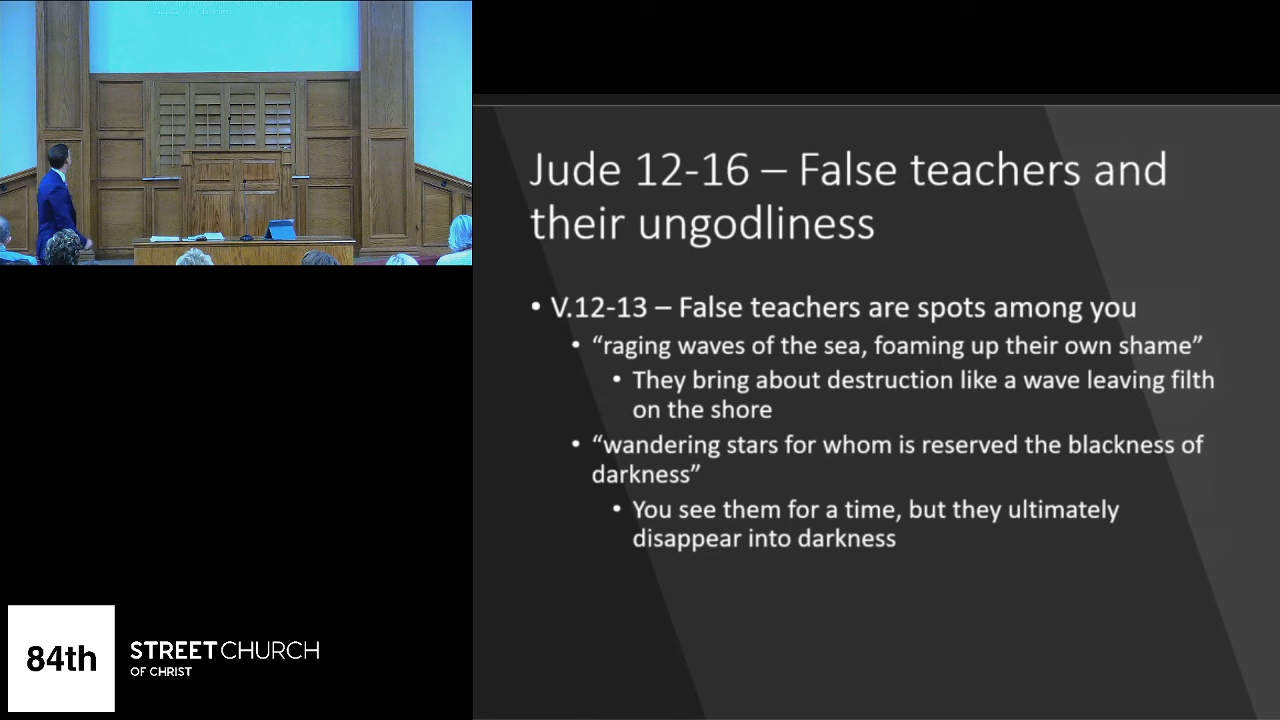 Jude 12-16 – False teachers and
their ungodliness
• V.12-13 – False teachers are spots among you
• “raging waves of the sea, foaming up their own shame”
• They bring about destruction like a wave leaving filth
on the shore
• “wandering stars for whom is reserved the blackness of
darkness”
• You see them for a time, but they ultimately
disappear into darkness
84th
STREET CHURCH
OF CHRIST